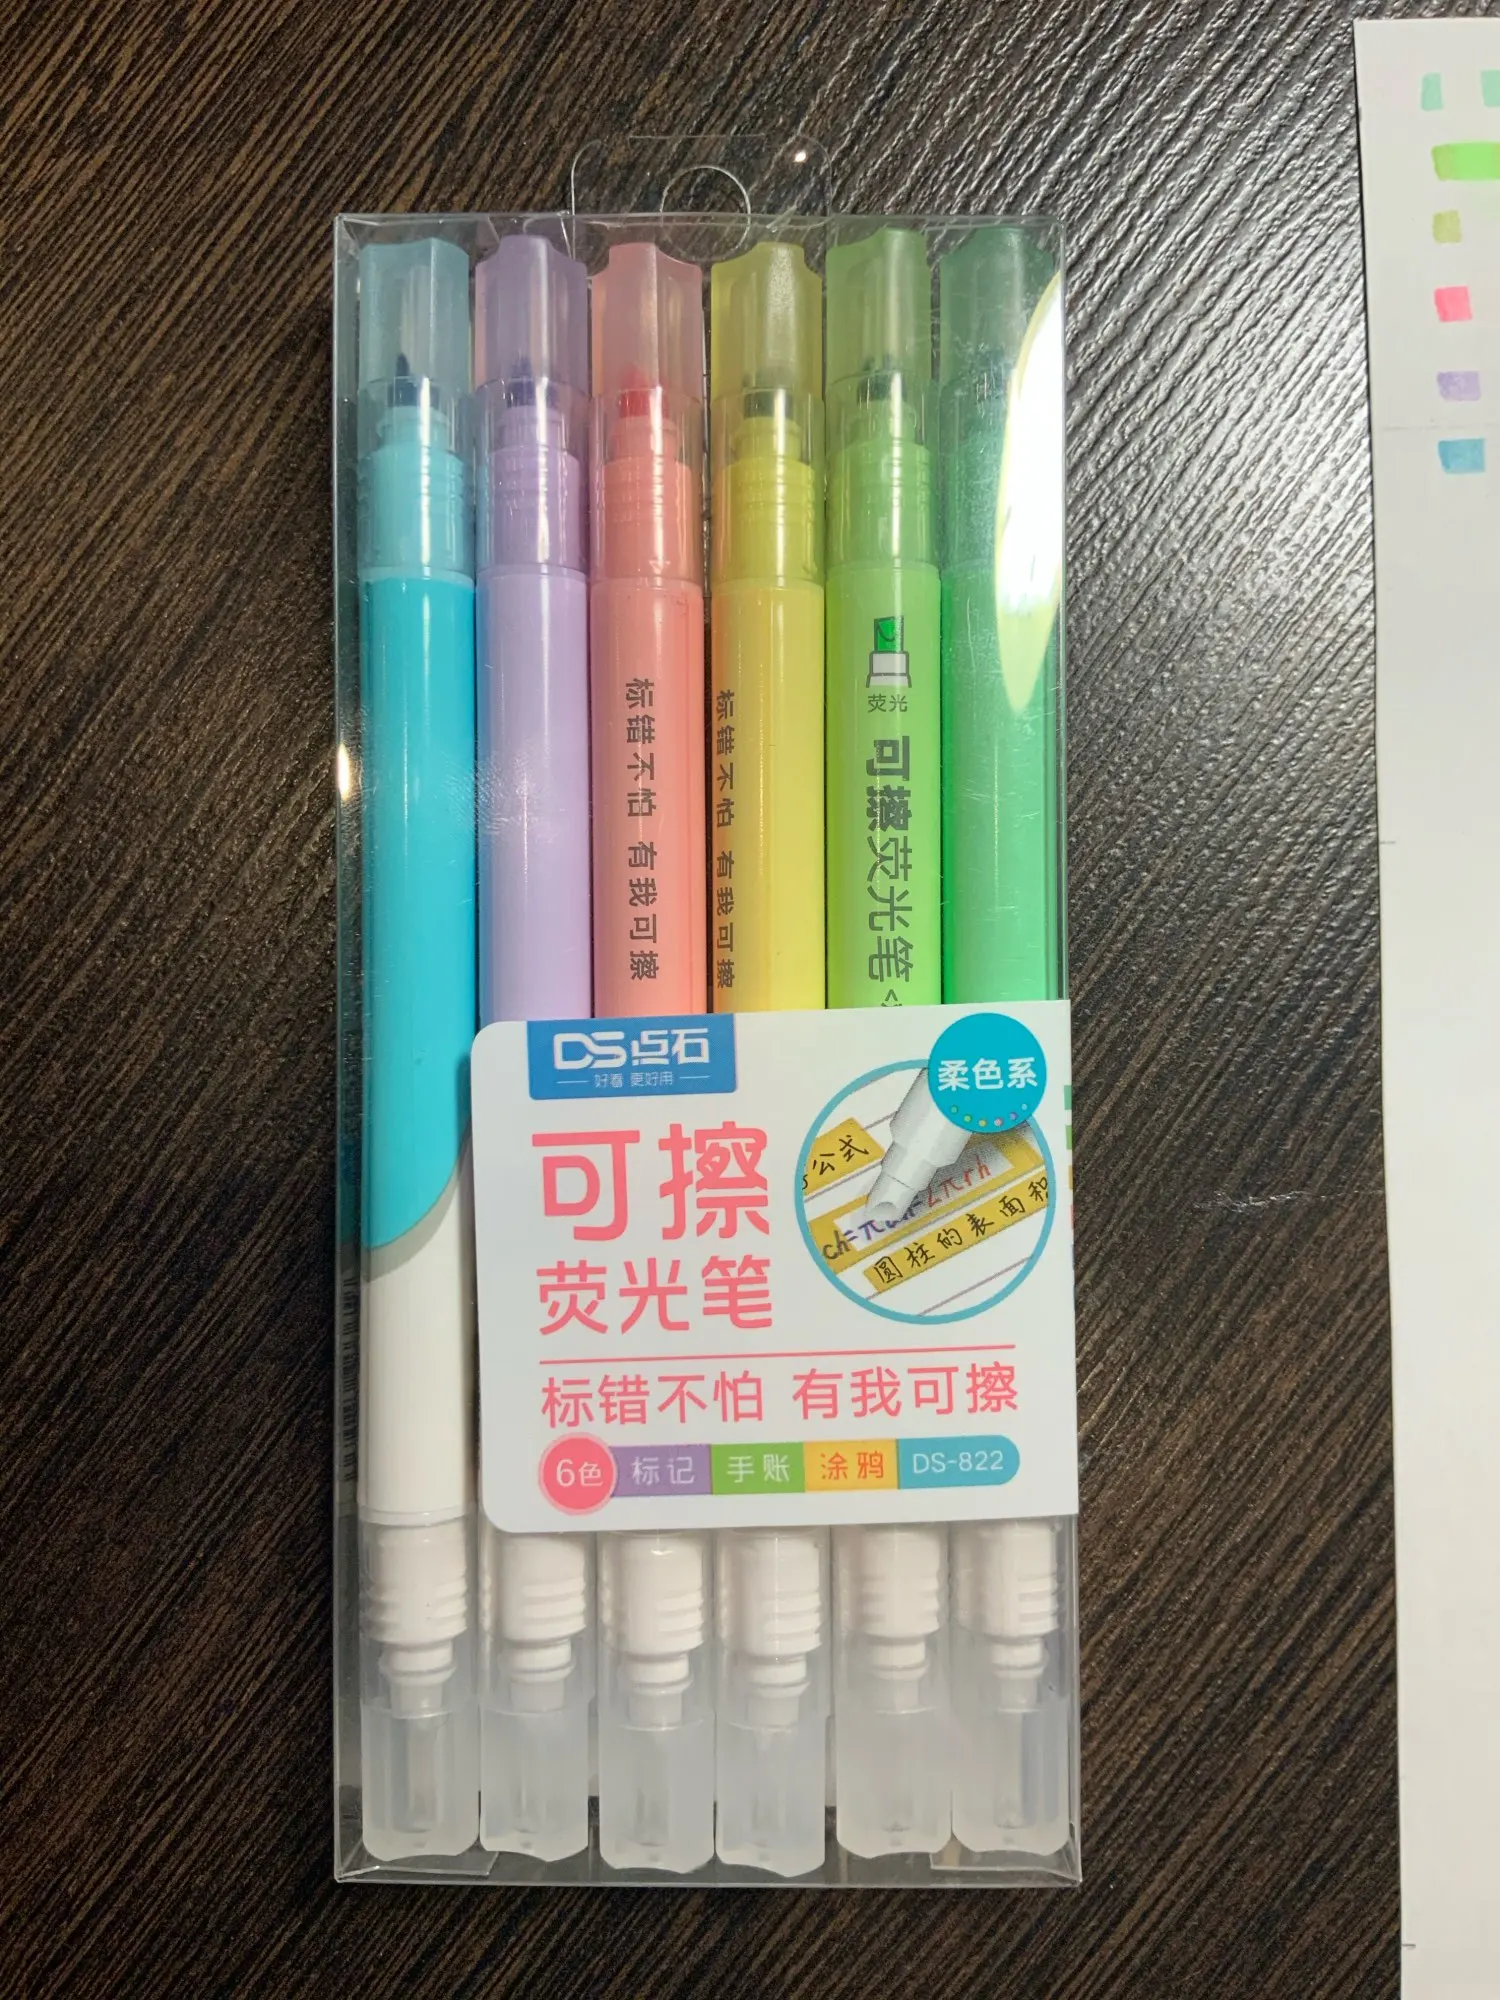 标错不怕 有我可擦
标错不怕 有我可擦
荧光
可擦荧光笔
DS点石
好看 更好用
柔色系
可擦
荧光笔
公式
圆柱的表面积
标错不怕 有我可擦
6色 标记 手账 涂鸦 DS-822